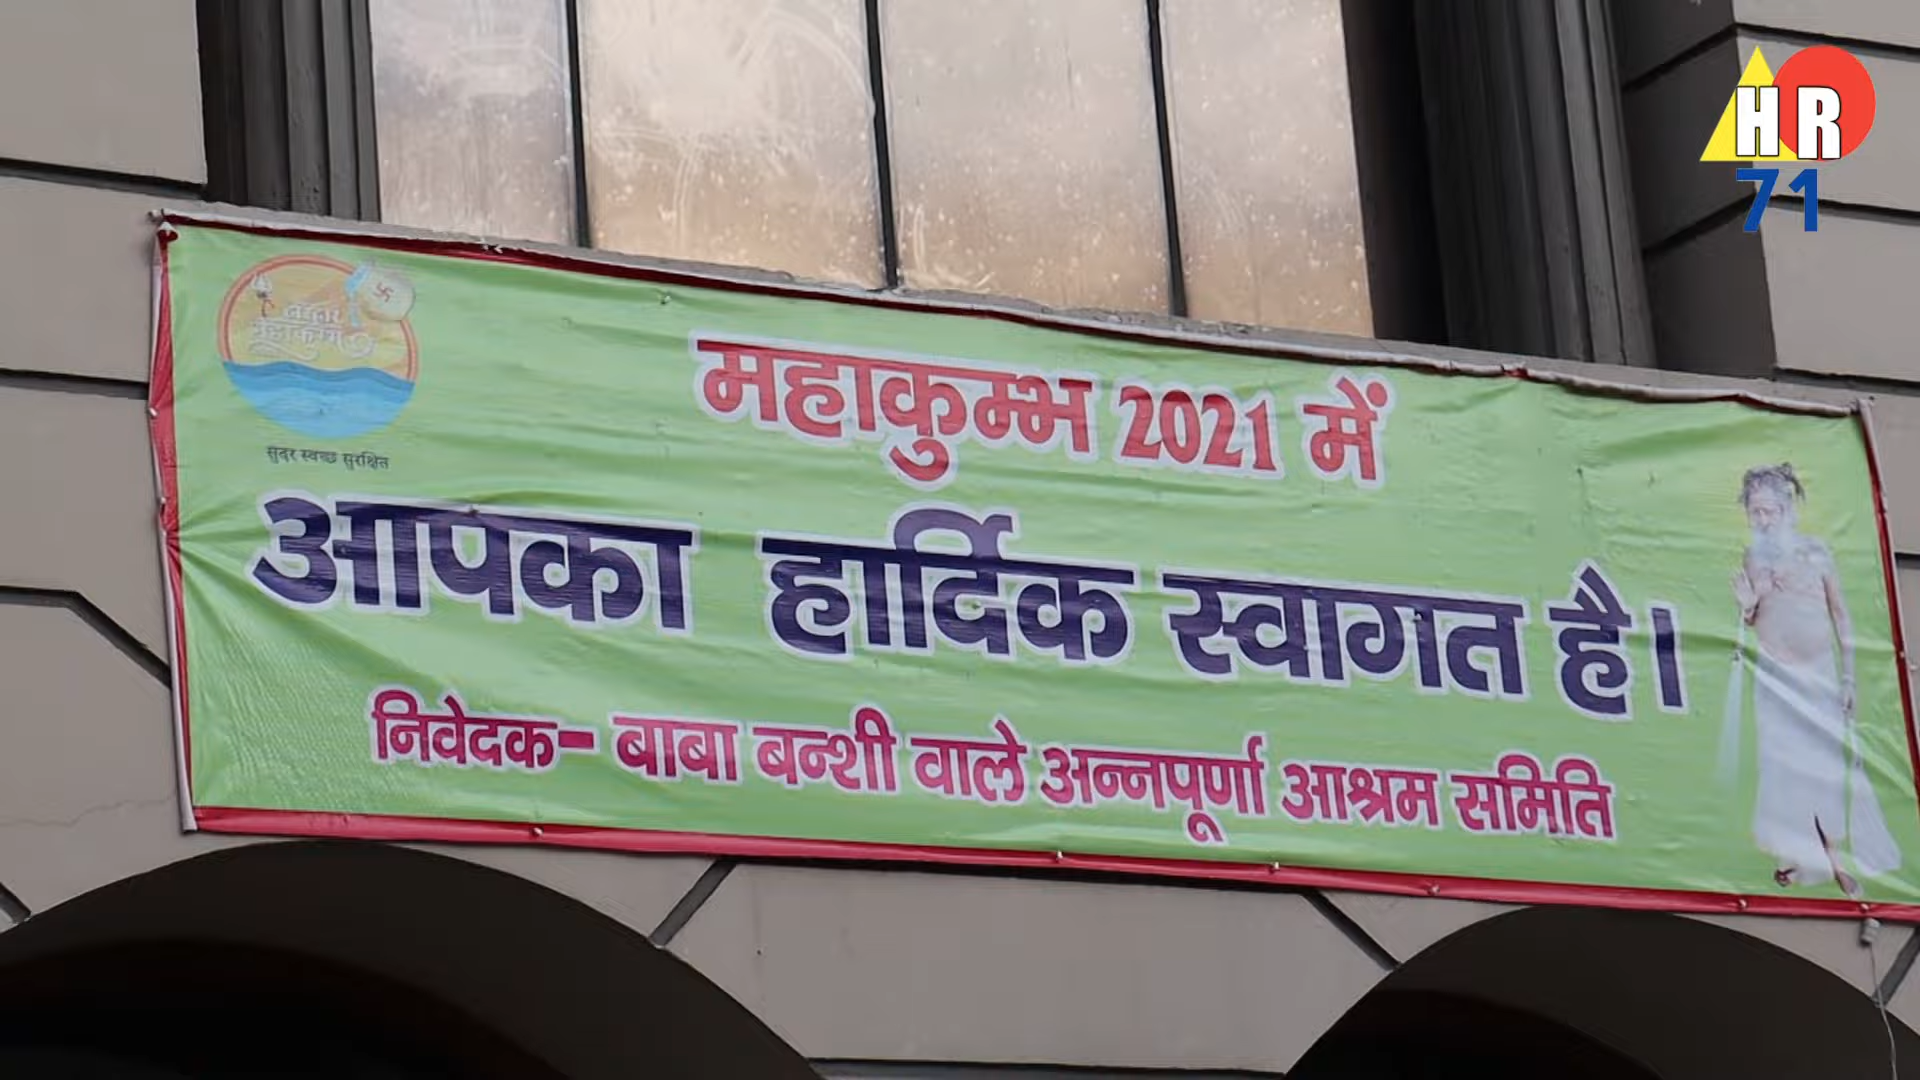 HR
71
महाकुम्भ 2021 में
सुंदर स्वच्छ सुरक्षित
आपका हार्दिक स्वागत है।
निवेदक- बाबा बन्शी वाले अन्नपूर्णा आश्रम समिति